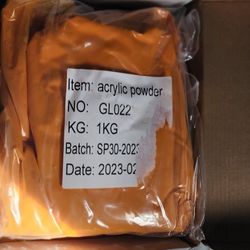 Item: acrylic powder
NO: GL022
KG: 1KG
Batch: SP30-2023
Date: 2023-02